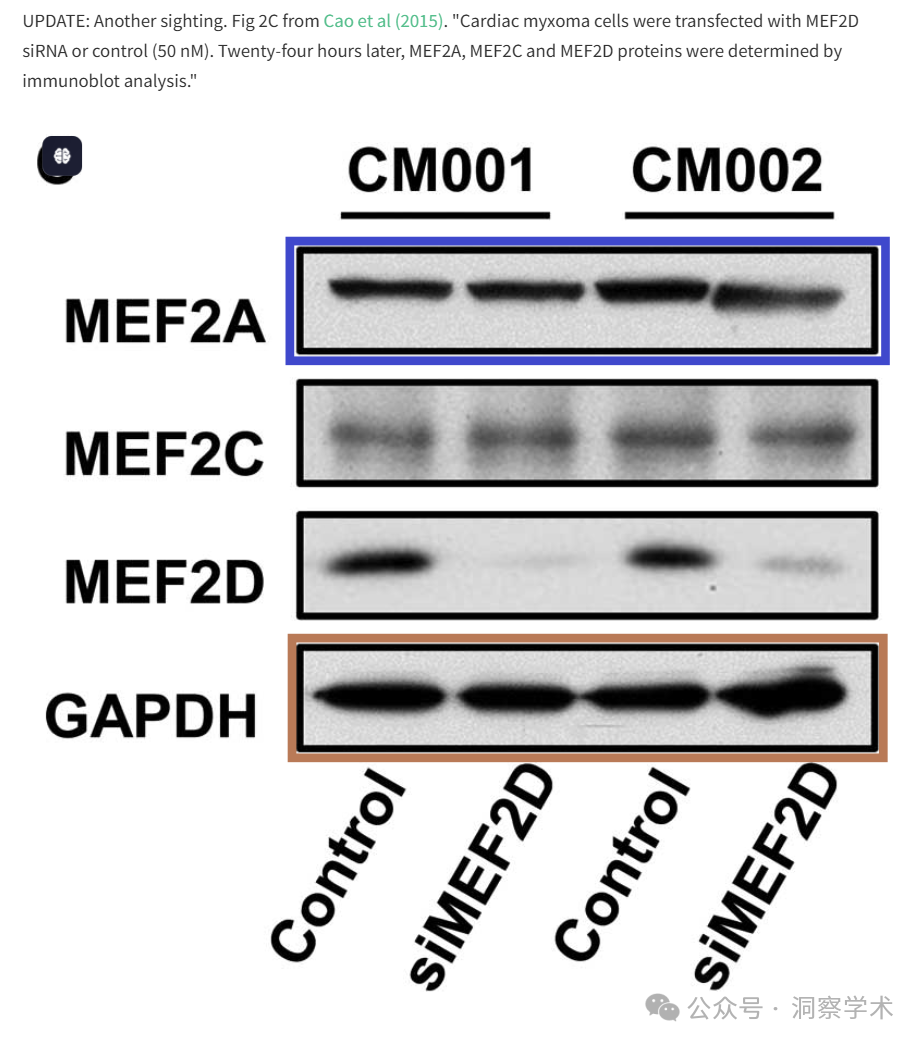 UPDATE: Another sighting. Fig 2C from Cao et al (2015). "Cardiac myxoma cells were transfected with MEF2D
siRNA or control (50 nM). Twenty-four hours later, MEF2A, MEF2C and MEF2D proteins were determined by
immunoblot analysis."
CM001 CM002
MEF2A
MEF2C
MEF2D
GAPDH
Control siMEF2D Control siMEF2D
公众号 · 洞察学术